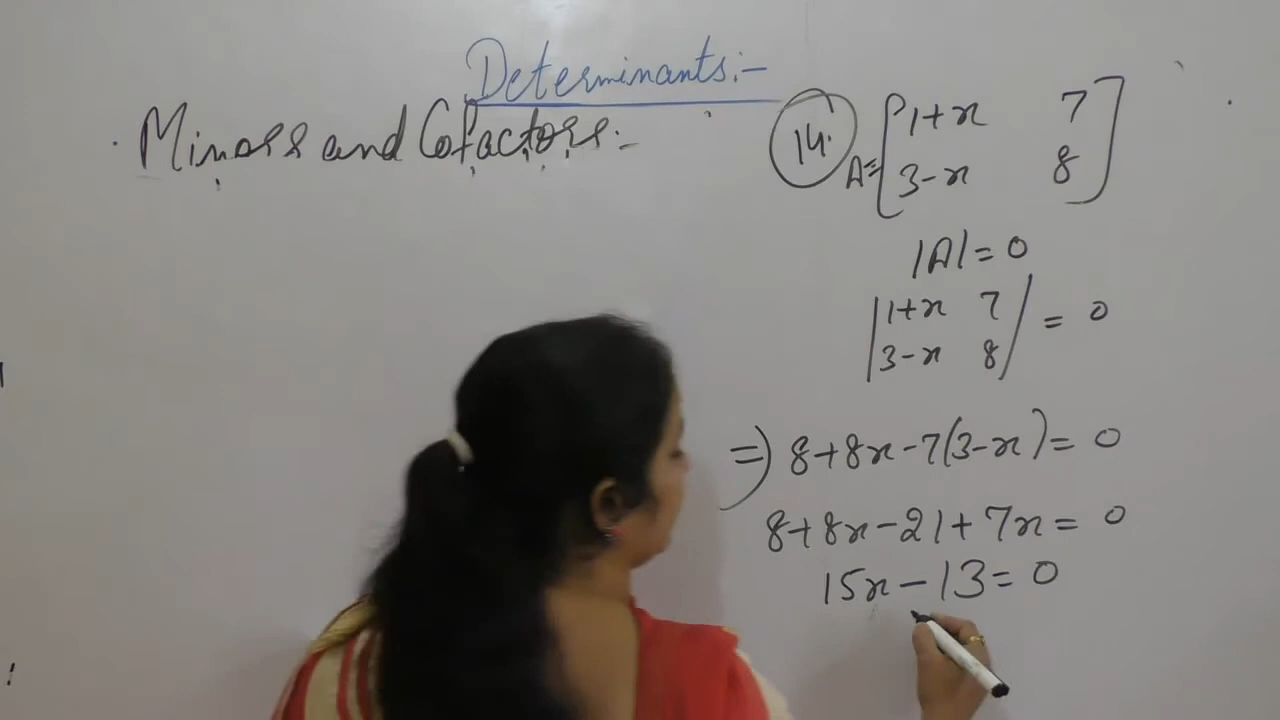 Determinants:-
Minors and Cofactors:-
14. A= [1+x 7
3-x 8]
|A|=0
|1+x 7
3-x 8| = 0
⇒ 8+8x-7(3-x)= 0
8+8x-21+7x= 0
15x-13=0